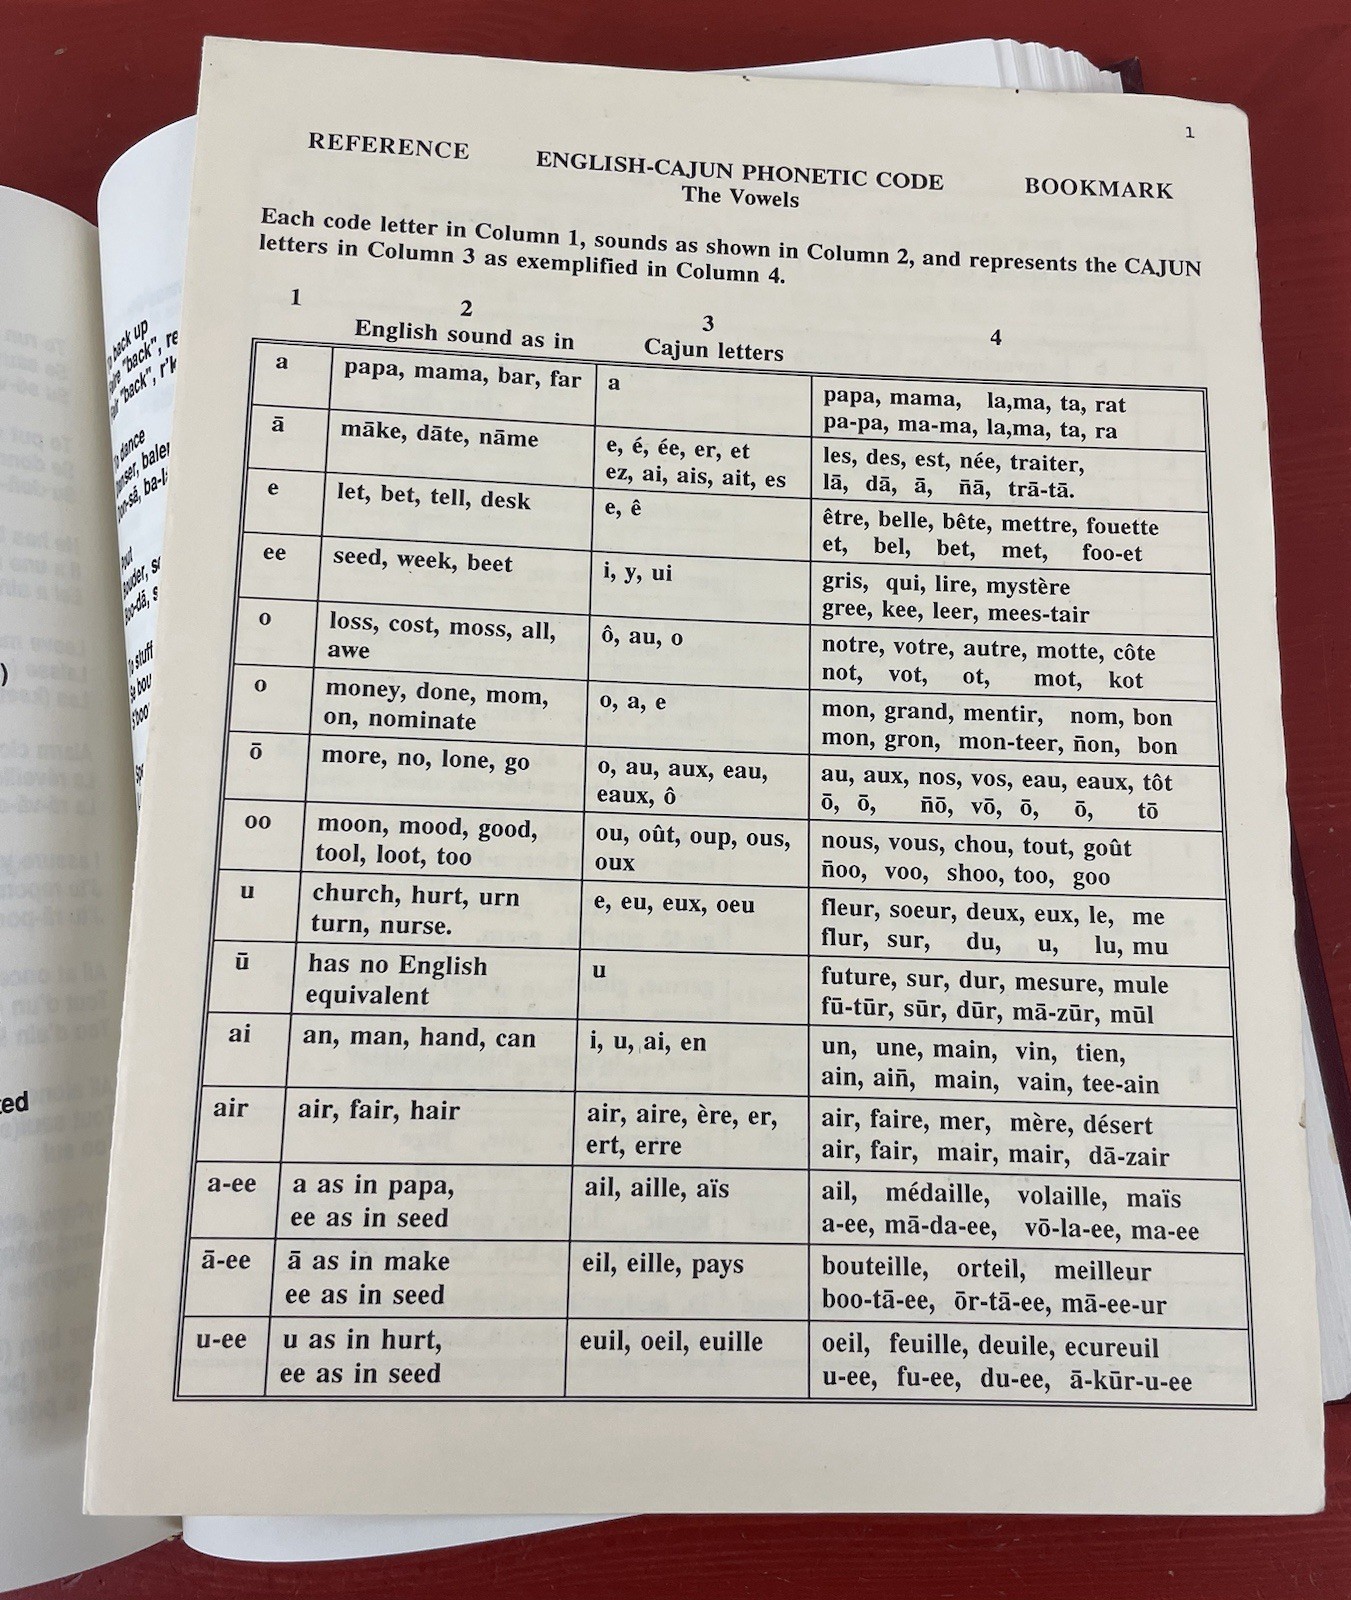 1
REFERENCE ENGLISH-CAJUN PHONETIC CODE BOOKMARK
The Vowels
Each code letter in Column 1, sounds as shown in Column 2, and represents the CAJUN
letters in Column 3 as exemplified in Column 4.
1 2 3 4
English sound as in Cajun letters
a papa, mama, bar, far a papa, mama, la,ma, ta, rat
pa-pa, ma-ma, la,ma, ta, ra
ā māke, dāte, nāme e, é, ée, er, et les, des, est, née, traiter,
ez, ai, ais, ait, es lā, dā, ā, n̄ā, trā-tā.
e let, bet, tell, desk e, ê être, belle, bête, mettre, fouette
et, bel, bet, met, foo-et
ee seed, week, beet i, y, ui gris, qui, lire, mystère
gree, kee, leer, mees-tair
o loss, cost, moss, all, ô, au, o notre, votre, autre, motte, côte
awe not, vot, ot, mot, kot
o money, done, mom, o, a, e mon, grand, mentir, nom, bon
on, nominate mon, gron, mon-teer, n̄on, bon
ō more, no, lone, go o, au, aux, eau, au, aux, nos, vos, eau, eaux, tôt
eaux, ô ō, ō, n̄ō, vō, ō, ō, tō
oo moon, mood, good, ou, oût, oup, ous, nous, vous, chou, tout, goût
tool, loot, too oux n̄oo, voo, shoo, too, goo
u church, hurt, urn e, eu, eux, oeu fleur, soeur, deux, eux, le, me
turn, nurse. flur, sur, du, u, lu, mu
ū has no English u future, sur, dur, mesure, mule
equivalent fū-tūr, sūr, dūr, mā-zūr, mūl
ai an, man, hand, can i, u, ai, en un, une, main, vin, tien,
ain, ain̄, main, vain, tee-ain
air air, fair, hair air, aire, ère, er, air, faire, mer, mère, désert
ert, erre air, fair, mair, mair, dā-zair
a-ee a as in papa, ail, aille, aïs ail, médaille, volaille, maïs
ee as in seed a-ee, mā-da-ee, vō-la-ee, ma-ee
ā-ee ā as in make eil, eille, pays bouteille, orteil, meilleur
ee as in seed boo-tā-ee, ōr-tā-ee, mā-ee-ur
u-ee u as in hurt, euil, oeil, euille oeil, feuille, deuile, ecureuil
ee as in seed u-ee, fu-ee, du-ee, ā-kūr-u-ee